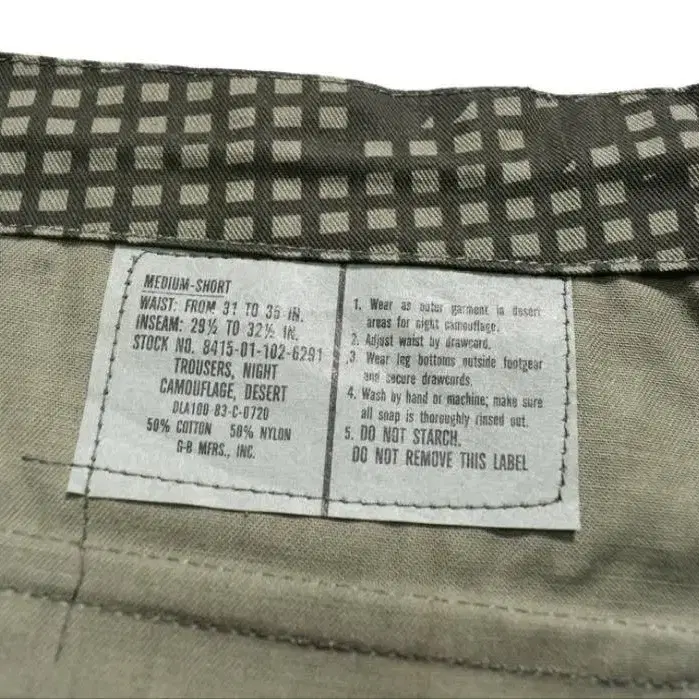 MEDIUM-SHORT
WAIST: FROM 31 TO 35 IN.
INSEAM: 29½ TO 32½ IN.
STOCK NO. 8415-01-102-6291
TROUSERS, NIGHT
CAMOUFLAGE, DESERT
DLA100-83-C-0720
50% COTTON 50% NYLON
G-B MFRS., INC.
1. Wear as outer garment in desert
areas for night camouflage.
2. Adjust waist by drawcord.
3. Wear leg bottoms outside footgear
and secure drawcords.
4. Wash by hand or machine; make sure
all soap is thoroughly rinsed out.
5. DO NOT STARCH.
DO NOT REMOVE THIS LABEL